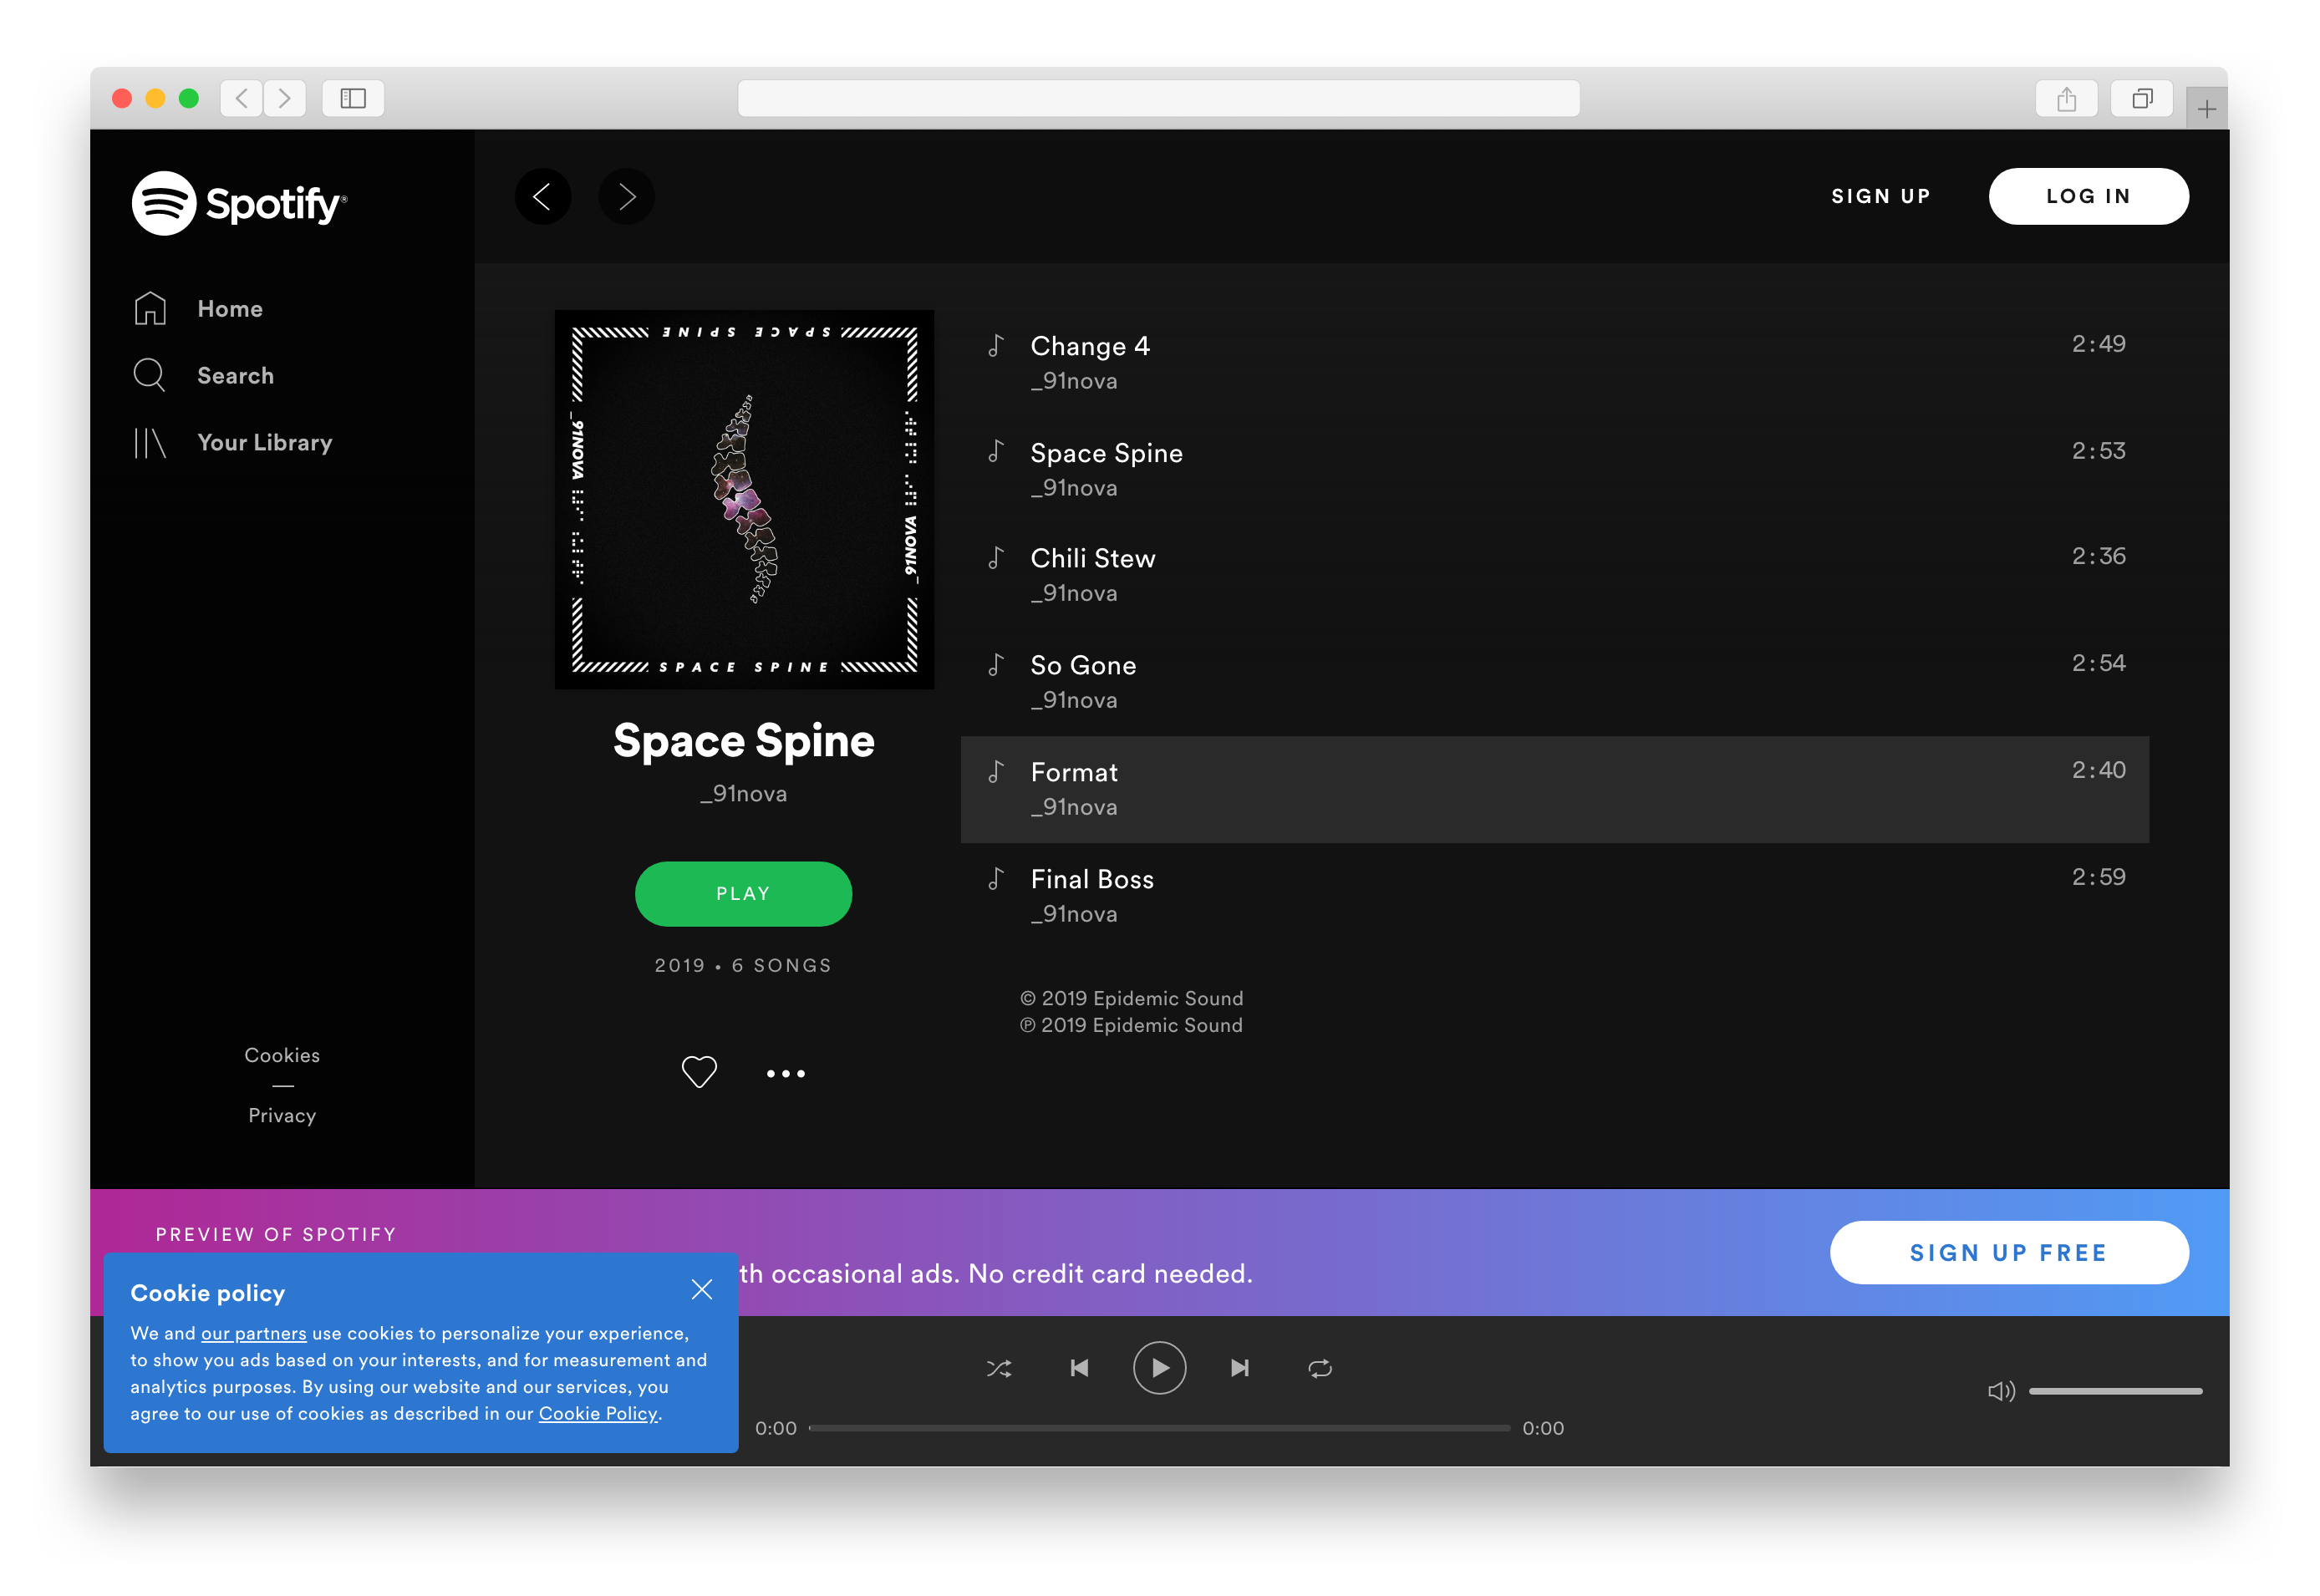 Spotify®
SIGN UP
LOG IN
Home
Search
Your Library
SPACE SPINE
_91NOVA
_91NOVA
SPACE SPINE
Space Spine
_91nova
PLAY
2019 • 6 SONGS
Change 4
2:49
_91nova
Space Spine
2:53
_91nova
Chili Stew
2:36
_91nova
So Gone
2:54
_91nova
Format
2:40
_91nova
Final Boss
2:59
_91nova
© 2019 Epidemic Sound
℗ 2019 Epidemic Sound
Cookies
Privacy
PREVIEW OF SPOTIFY
th occasional ads. No credit card needed.
SIGN UP FREE
Cookie policy
We and our partners use cookies to personalize your experience,
to show you ads based on your interests, and for measurement and
analytics purposes. By using our website and our services, you
agree to our use of cookies as described in our Cookie Policy.
0:00
0:00